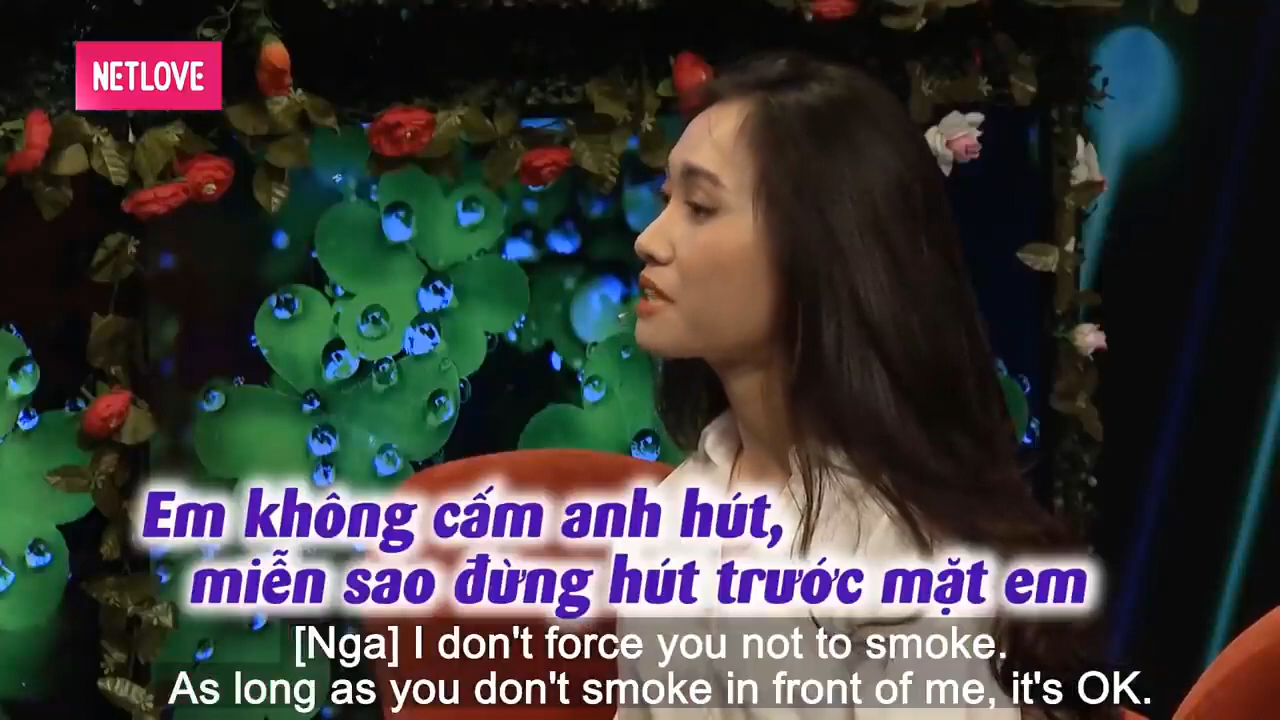 NETLOVE
Em không cấm anh hút,
miễn sao đừng hút trước mặt em
[Nga] I don't force you not to smoke.
As long as you don't smoke in front of me, it's OK.